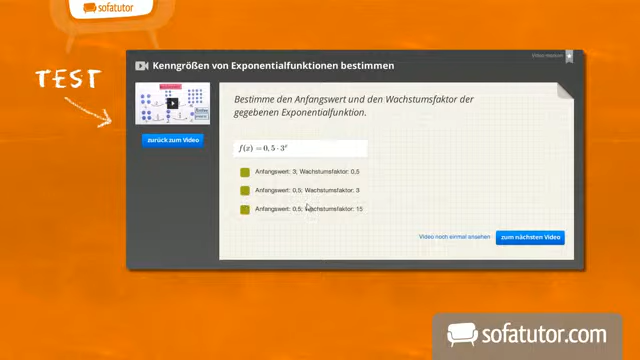 sofatutor
TEST
Kenngrößen von Exponentialfunktionen bestimmen
Bestimme den Anfangswert und den Wachstumsfaktor der
gegebenen Exponentialfunktion.
zurück zum Video
f(x) = 0,5 · 3ˣ
Anfangswert: 3; Wachstumsfaktor: 0,5
Anfangswert: 0,5; Wachstumsfaktor: 3
Anfangswert: 0,5; Wachstumsfaktor: 15
Video noch einmal ansehen
zum nächsten Video
sofatutor.com